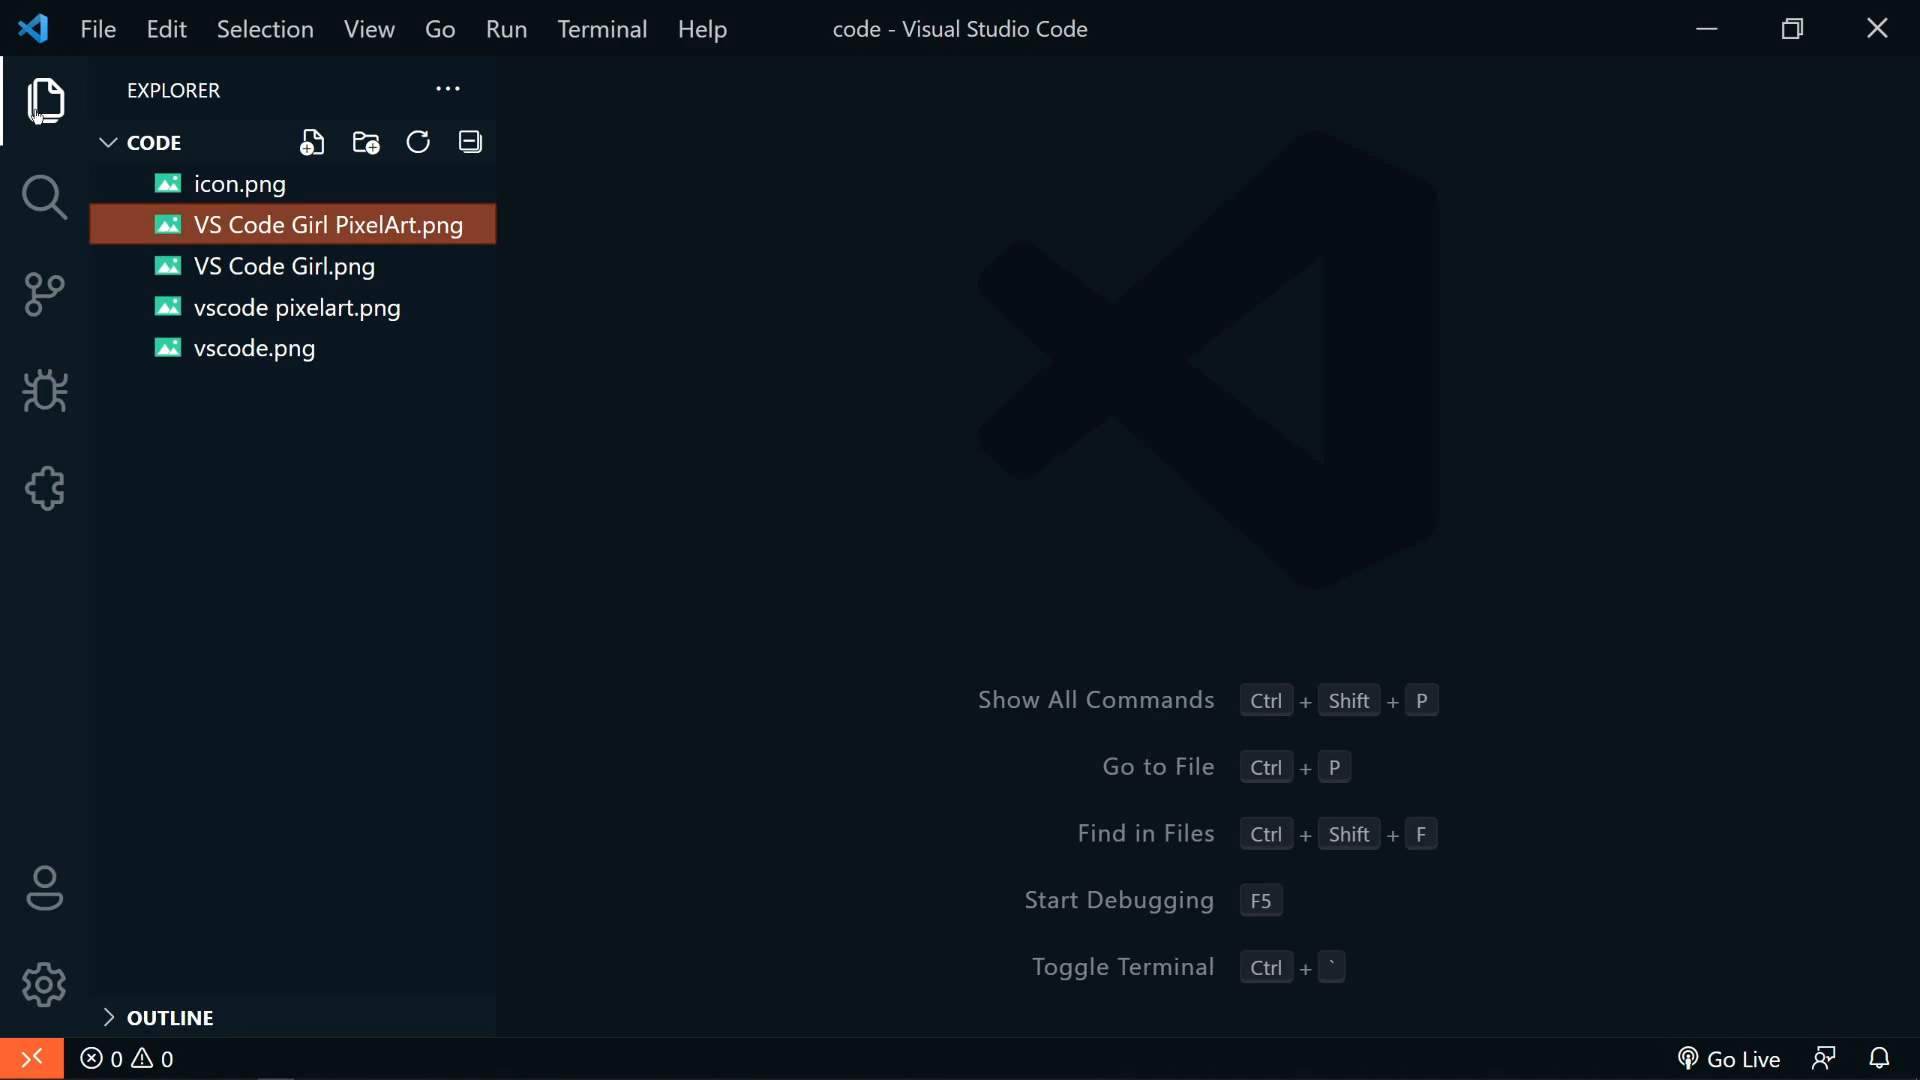 File Edit Selection View Go Run Terminal Help code - Visual Studio Code
EXPLORER
CODE
icon.png
VS Code Girl PixelArt.png
VS Code Girl.png
vscode pixelart.png
vscode.png
Show All Commands Ctrl + Shift + P
Go to File Ctrl + P
Find in Files Ctrl + Shift + F
Start Debugging F5
Toggle Terminal Ctrl + `
OUTLINE
0 0 Go Live